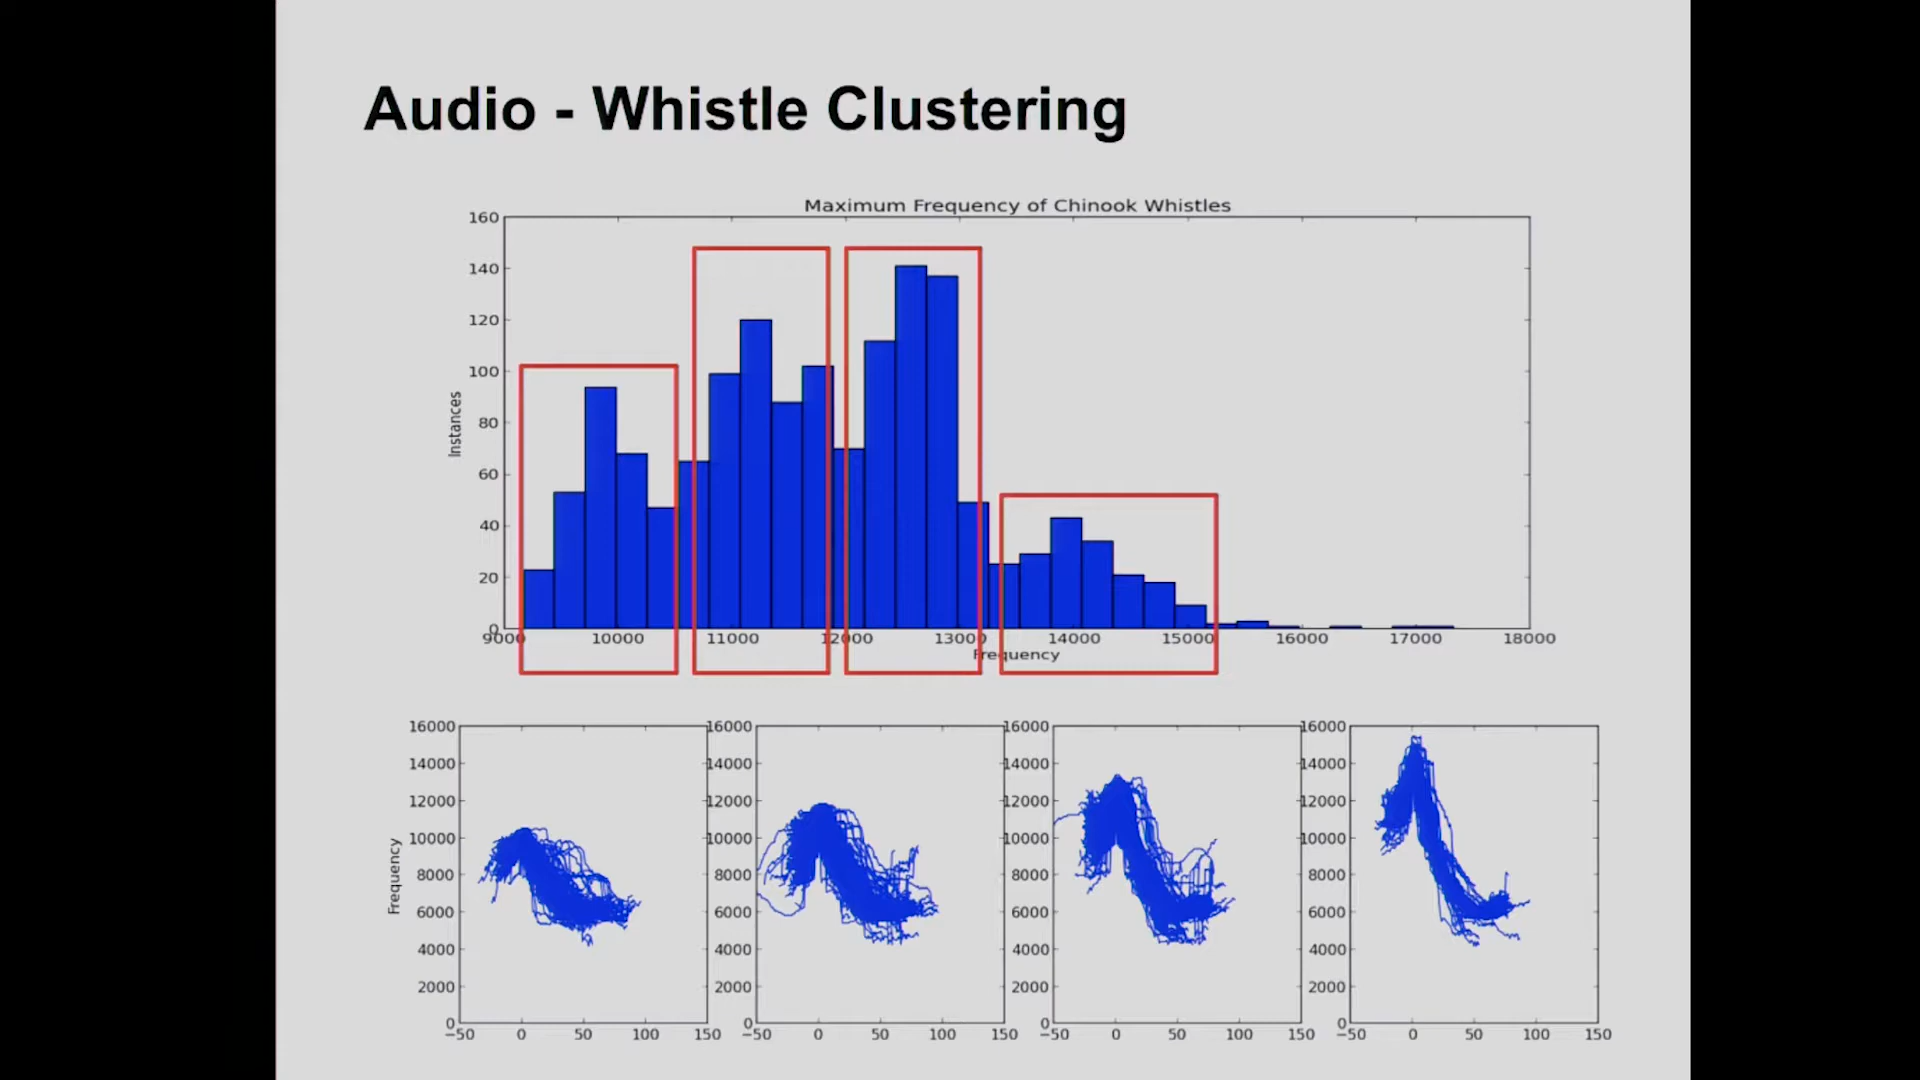 Audio - Whistle Clustering
Maximum Frequency of Chinook Whistles
160
140
120
100
80
60
40
20
0
Instances
9000 10000 11000 12000 13000 14000 15000 16000 17000 18000
Frequency
16000 16000 16000 16000
14000 14000 14000 14000
12000 12000 12000 12000
10000 10000 10000 10000
8000 8000 8000 8000
6000 6000 6000 6000
4000 4000 4000 4000
2000 2000 2000 2000
0 0 0 0
Frequency
−50 0 50 100 150 −50 0 50 100 150 −50 0 50 100 150 −50 0 50 100 150